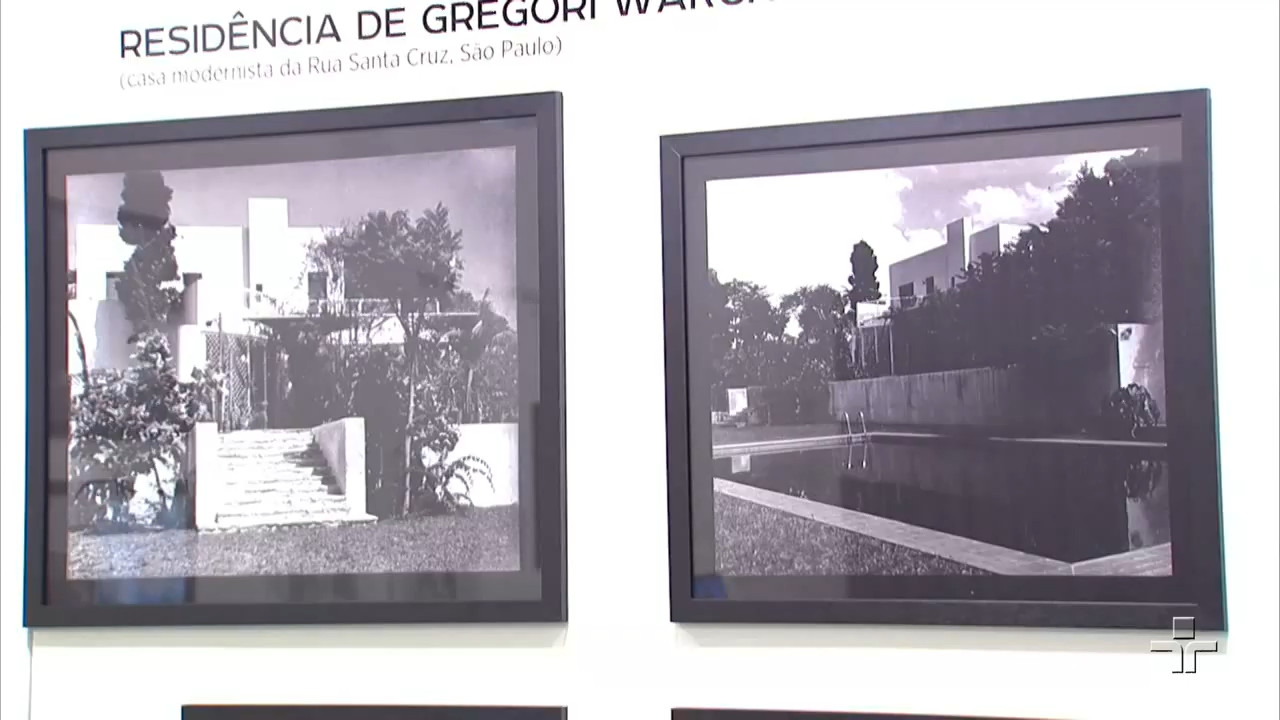 RESIDÊNCIA DE GREGORI
(casa modernista da Rua Santa Cruz, São Paulo)